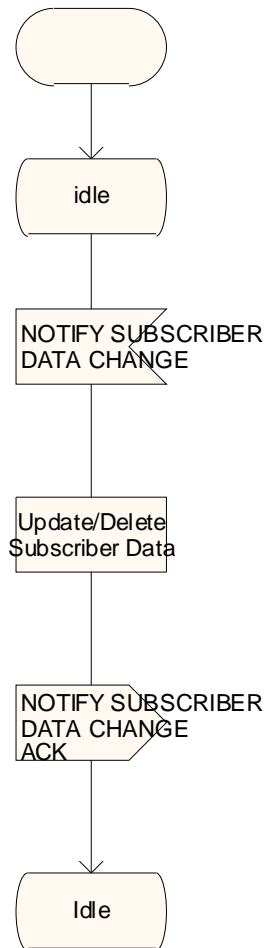 idle
NOTIFY SUBSCRIBER
DATA CHANGE
Update/Delete
Subscriber Data
NOTIFY SUBSCRIBER
DATA CHANGE
ACK
Idle